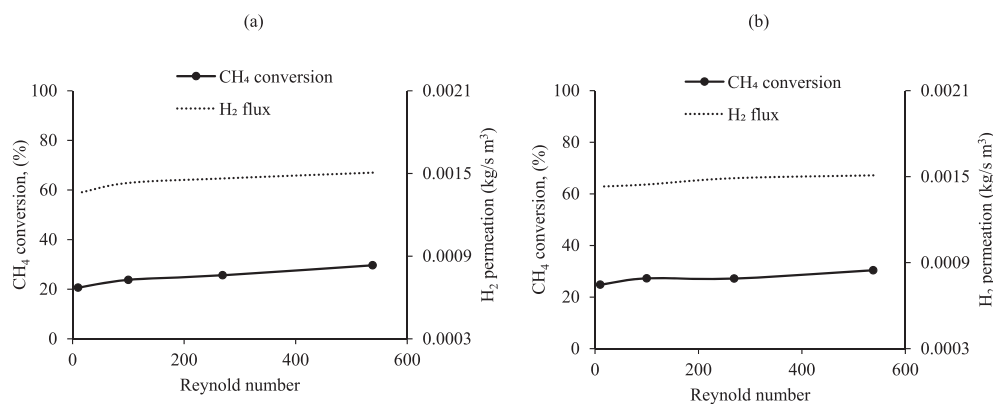 (a)
CH₄ conversion
H₂ flux
100
80
60
40
20
0
CH₄ conversion, (%)
0.0021
0.0015
0.0009
0.0003
H₂ permeation (kg/s m³)
0
200
400
600
Reynold number
(b)
CH₄ conversion
H₂ flux
100
80
60
40
20
0
CH₄ conversion, (%)
0.0021
0.0015
0.0009
0.0003
H₂ permeation (kg/s m³)
0
200
400
600
Reynold number